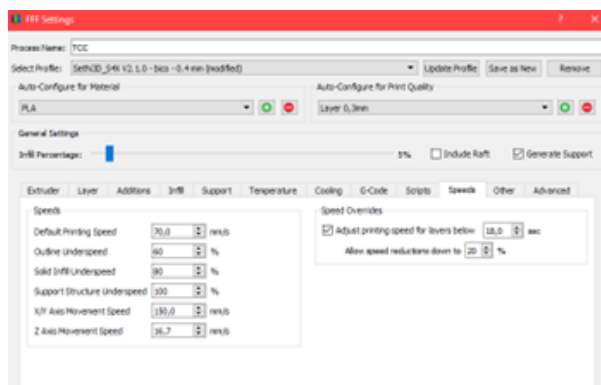 FFF Settings
? X
Process Name: TCC
Select Profile: Sethi3D_S4X V2.1.0 - bico - 0.4 mm (modified) Update Profile Save as New Remove
Auto-Configure for Material Auto-Configure for Print Quality
PLA Layer 0,3mm
General Settings
Infill Percentage: 5% Include Raft Generate Support
Extruder Layer Additions Infill Support Temperature Cooling G-Code Scripts Speeds Other Advanced
Speeds Speed Overrides
Default Printing Speed 70,0 mm/s Adjust printing speed for layers below 18,0 sec
Outline Underspeed 60 % Allow speed reductions down to 20 %
Solid Infill Underspeed 80 %
Support Structure Underspeed 100 %
X/Y Axis Movement Speed 150,0 mm/s
Z Axis Movement Speed 16,7 mm/s